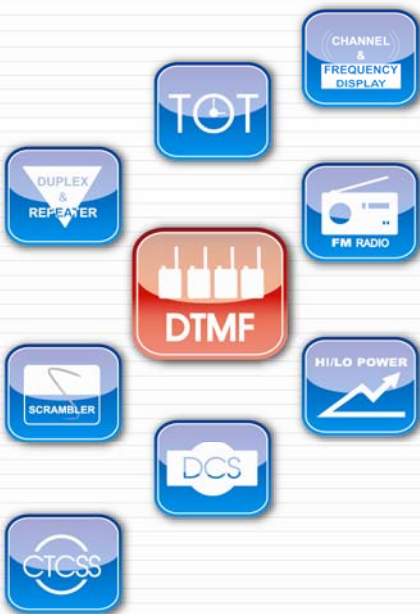 CHANNEL
&
FREQUENCY
DISPLAY
TOT
DUPLEX
&
REPEATER
FM RADIO
DTMF
SCRAMBLER
HI/LO POWER
DCS
CTCSS